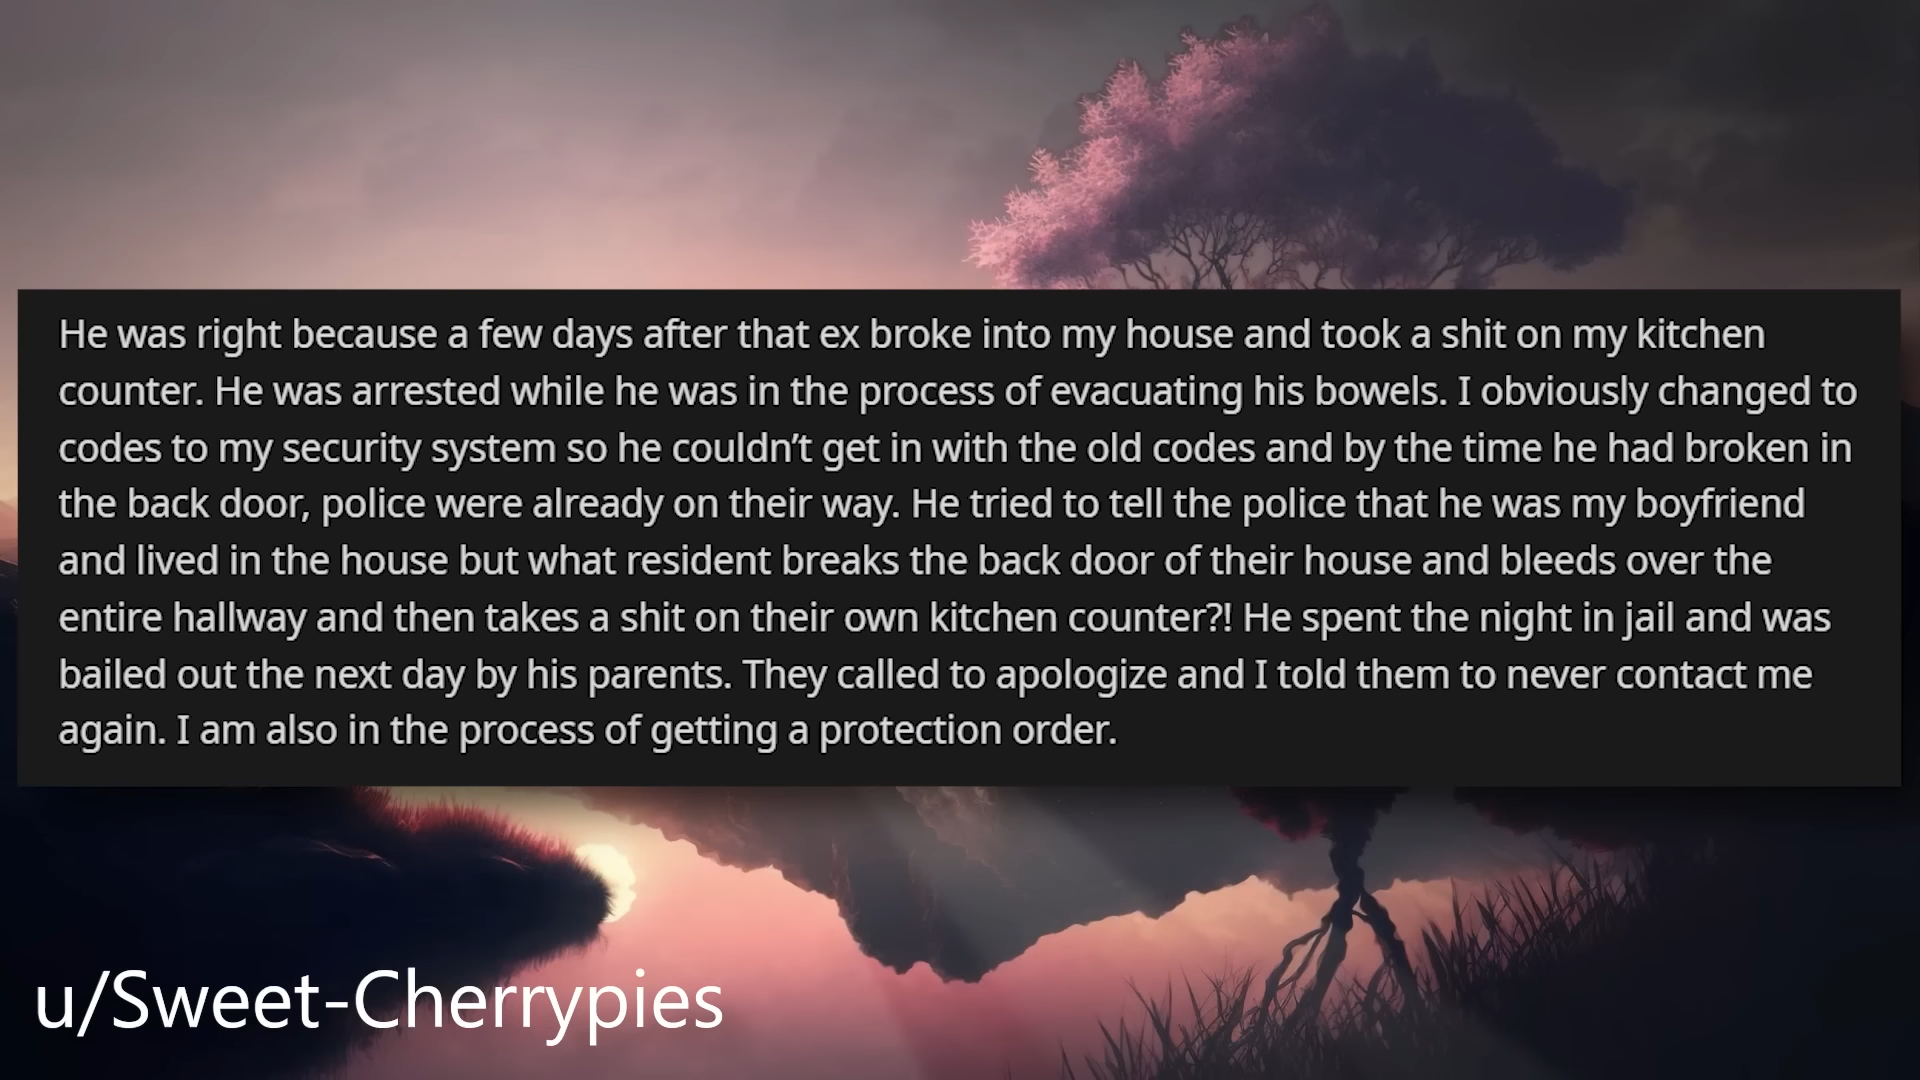 He was right because a few days after that ex broke into my house and took a shit on my kitchen
counter. He was arrested while he was in the process of evacuating his bowels. I obviously changed to
codes to my security system so he couldn’t get in with the old codes and by the time he had broken in
the back door, police were already on their way. He tried to tell the police that he was my boyfriend
and lived in the house but what resident breaks the back door of their house and bleeds over the
entire hallway and then takes a shit on their own kitchen counter?! He spent the night in jail and was
bailed out the next day by his parents. They called to apologize and I told them to never contact me
again. I am also in the process of getting a protection order.
u/Sweet-Cherrypies